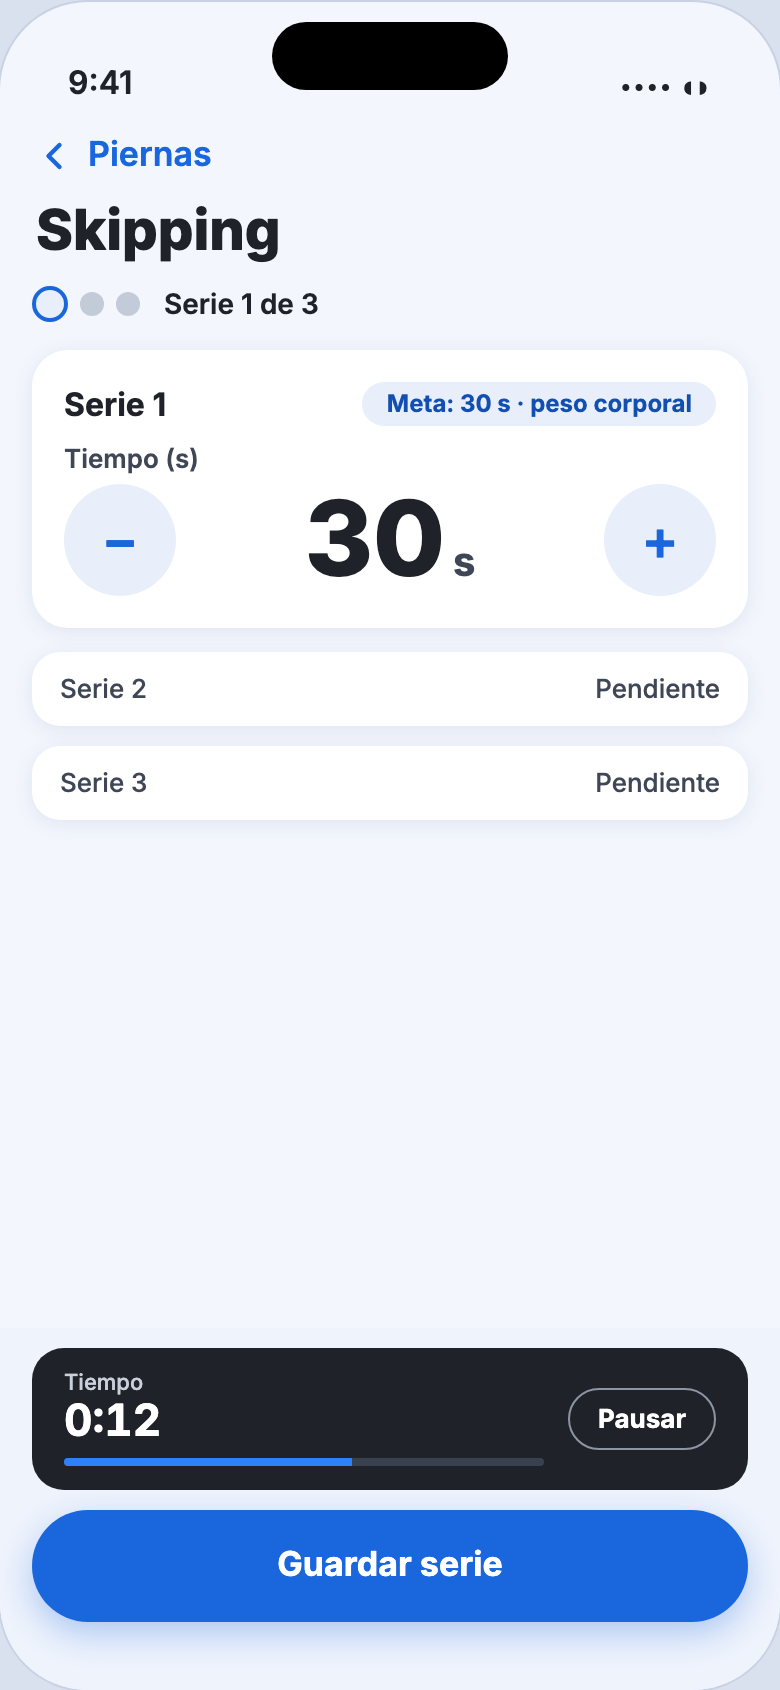 9:41
Piernas
Skipping
Serie 1 de 3
Serie 1
Meta: 30 s · peso corporal
Tiempo (s)
− 30 s +
Serie 2 Pendiente
Serie 3 Pendiente
Tiempo
0:12
Pausar
Guardar serie